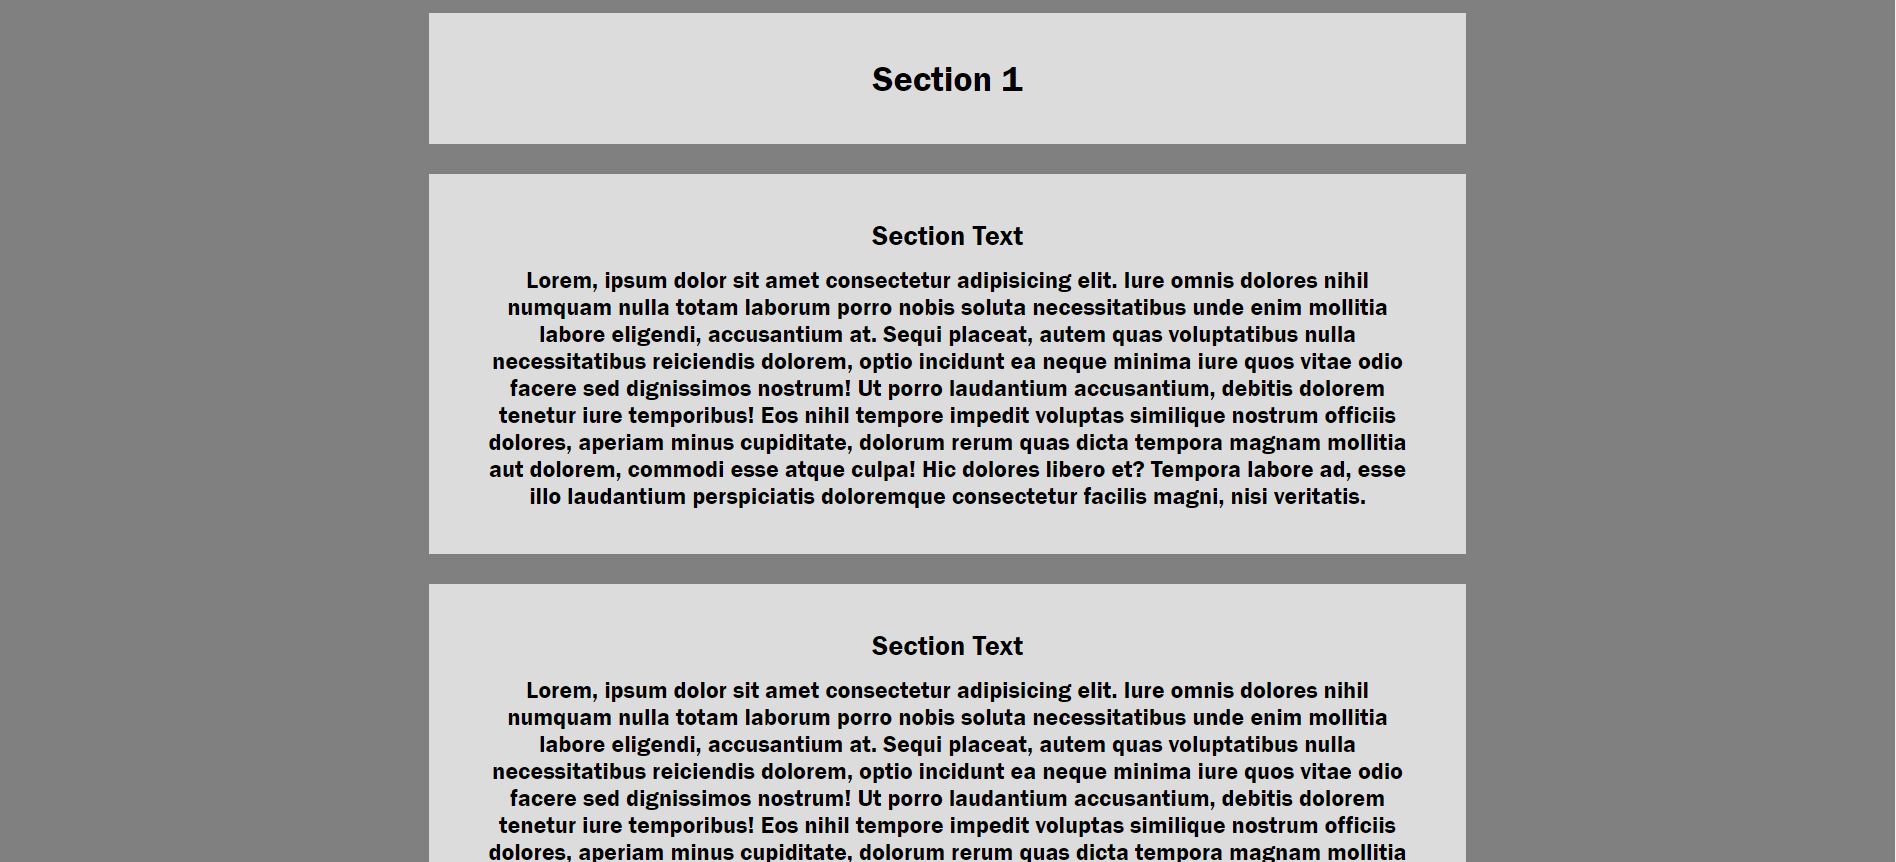 Section 1
Section Text
Lorem, ipsum dolor sit amet consectetur adipisicing elit. Iure omnis dolores nihil
numquam nulla totam laborum porro nobis soluta necessitatibus unde enim mollitia
labore eligendi, accusantium at. Sequi placeat, autem quas voluptatibus nulla
necessitatibus reiciendis dolorem, optio incidunt ea neque minima iure quos vitae odio
facere sed dignissimos nostrum! Ut porro laudantium accusantium, debitis dolorem
tenetur iure temporibus! Eos nihil tempore impedit voluptas similique nostrum officiis
dolores, aperiam minus cupiditate, dolorum rerum quas dicta tempora magnam mollitia
aut dolorem, commodi esse atque culpa! Hic dolores libero et? Tempora labore ad, esse
illo laudantium perspiciatis doloremque consectetur facilis magni, nisi veritatis.
Section Text
Lorem, ipsum dolor sit amet consectetur adipisicing elit. Iure omnis dolores nihil
numquam nulla totam laborum porro nobis soluta necessitatibus unde enim mollitia
labore eligendi, accusantium at. Sequi placeat, autem quas voluptatibus nulla
necessitatibus reiciendis dolorem, optio incidunt ea neque minima iure quos vitae odio
facere sed dignissimos nostrum! Ut porro laudantium accusantium, debitis dolorem
tenetur iure temporibus! Eos nihil tempore impedit voluptas similique nostrum officiis
dolores, aperiam minus cupiditate, dolorum rerum quas dicta tempora magnam mollitia